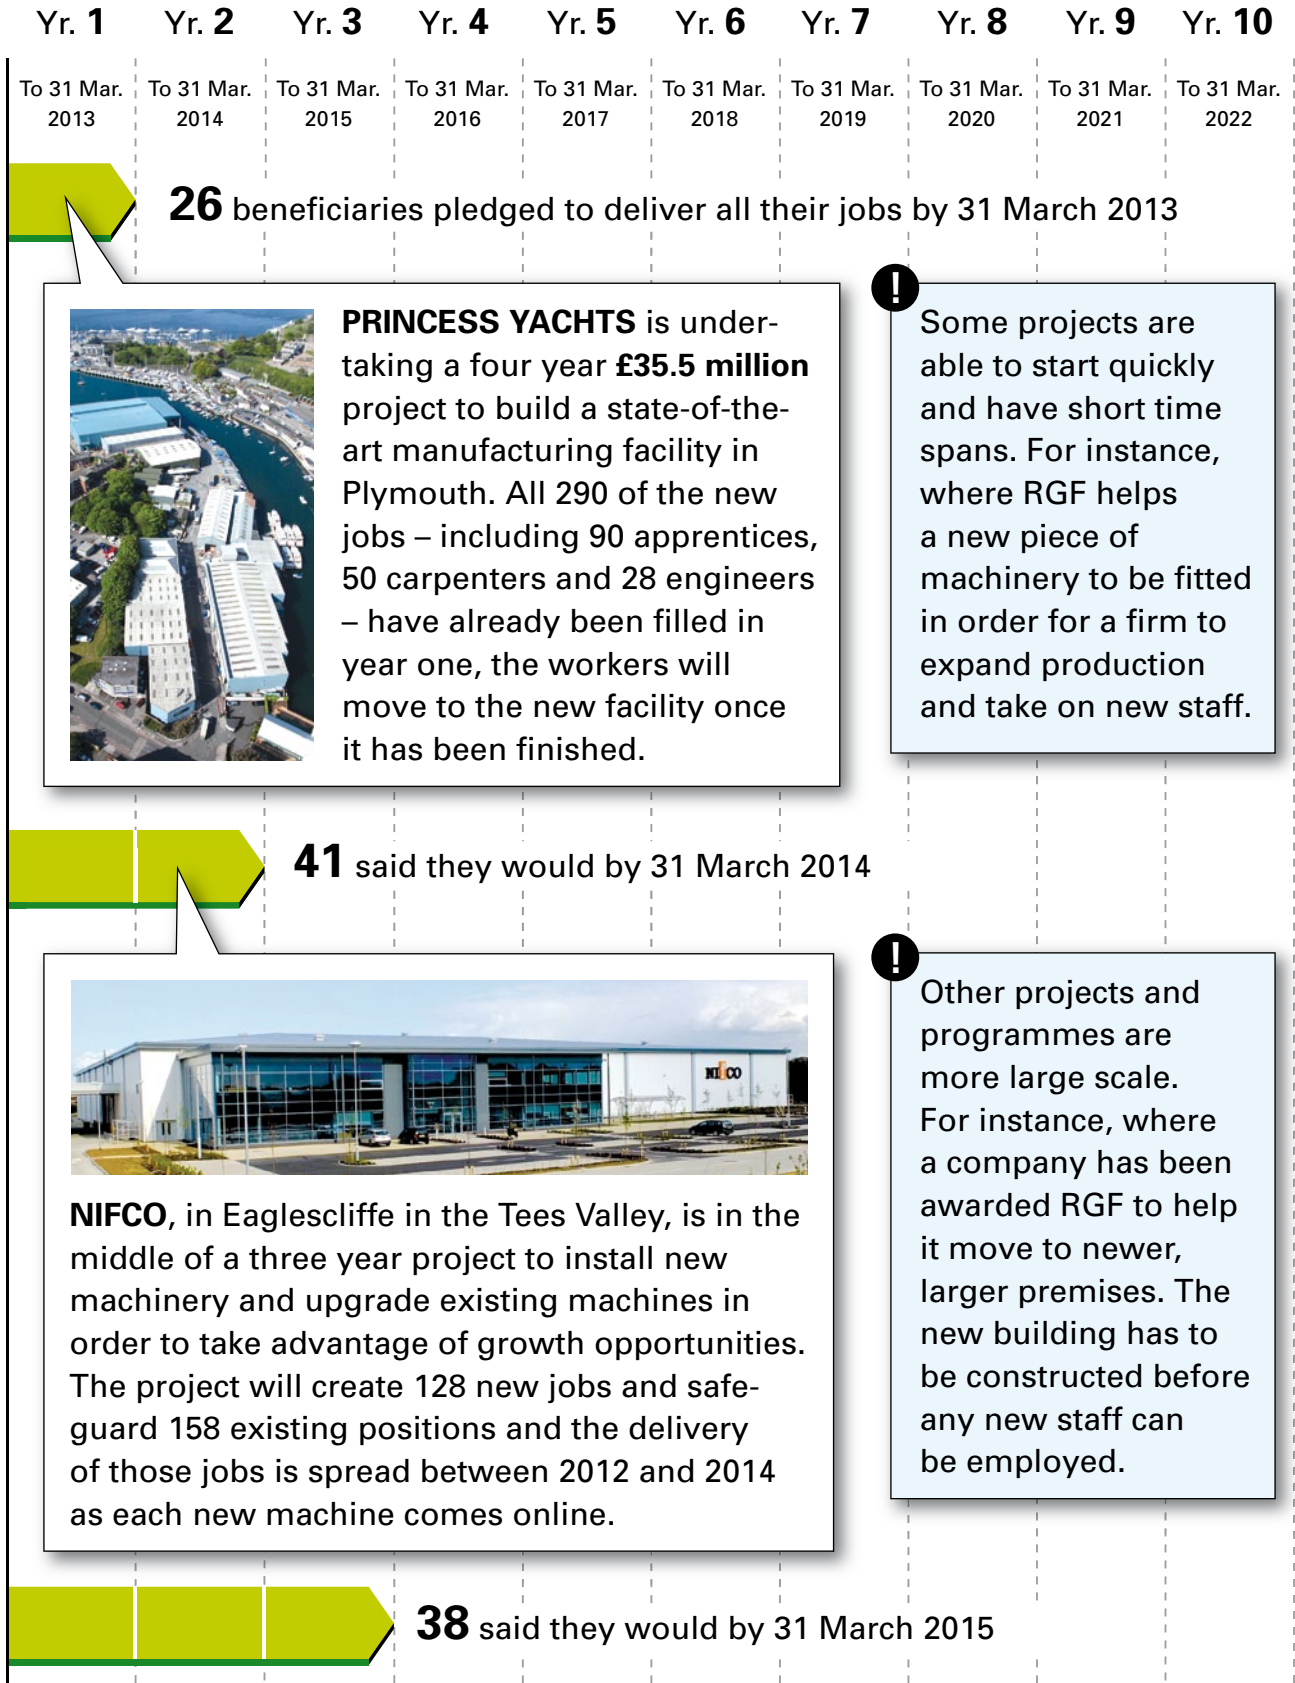 Yr. 1 Yr. 2 Yr. 3 Yr. 4 Yr. 5 Yr. 6 Yr. 7 Yr. 8 Yr. 9 Yr. 10
To 31 Mar. To 31 Mar. To 31 Mar. To 31 Mar. To 31 Mar. To 31 Mar. To 31 Mar. To 31 Mar. To 31 Mar. To 31 Mar.
2013 2014 2015 2016 2017 2018 2019 2020 2021 2022
26 beneficiaries pledged to deliver all their jobs by 31 March 2013
PRINCESS YACHTS is under-
taking a four year £35.5 million
project to build a state-of-the-
art manufacturing facility in
Plymouth. All 290 of the new
jobs – including 90 apprentices,
50 carpenters and 28 engineers
– have already been filled in
year one, the workers will
move to the new facility once
it has been finished.
!
Some projects are
able to start quickly
and have short time
spans. For instance,
where RGF helps
a new piece of
machinery to be fitted
in order for a firm to
expand production
and take on new staff.
41 said they would by 31 March 2014
NIFCO
NIFCO, in Eaglescliffe in the Tees Valley, is in the
middle of a three year project to install new
machinery and upgrade existing machines in
order to take advantage of growth opportunities.
The project will create 128 new jobs and safe-
guard 158 existing positions and the delivery
of those jobs is spread between 2012 and 2014
as each new machine comes online.
!
Other projects and
programmes are
more large scale.
For instance, where
a company has been
awarded RGF to help
it move to newer,
larger premises. The
new building has to
be constructed before
any new staff can
be employed.
38 said they would by 31 March 2015